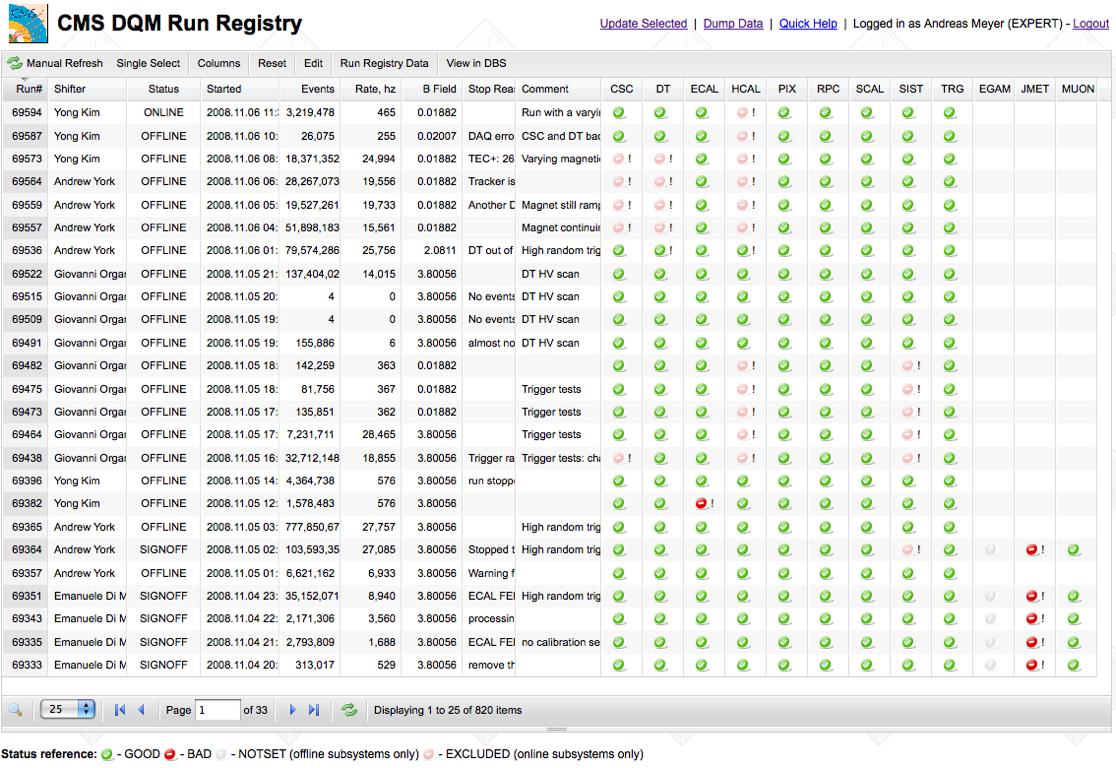 CMS DQM Run Registry
Update Selected | Dump Data | Quick Help | Logged in as Andreas Meyer (EXPERT) - Logout
Manual Refresh Single Select Columns Reset Edit Run Registry Data View in DBS
Run# Shifter Status Started Events Rate, hz B Field Stop Rea Comment CSC DT ECAL HCAL PIX RPC SCAL SIST TRG EGAM JMET MUON
69594 Yong Kim ONLINE 2008.11.06 11: 3,219,478 465 0.01882 Run with a varyi !
69587 Yong Kim OFFLINE 2008.11.06 10: 26,075 255 0.02007 DAQ erro CSC and DT bac !
69573 Yong Kim OFFLINE 2008.11.06 08: 18,371,352 24,994 0.01882 TEC+: 26 Varying magneti ! ! !
69564 Andrew York OFFLINE 2008.11.06 06: 28,267,073 19,556 0.01882 Tracker is ! ! !
69559 Andrew York OFFLINE 2008.11.06 05: 19,527,261 19,733 0.01882 Another D Magnet still ramp ! ! !
69557 Andrew York OFFLINE 2008.11.06 04: 51,898,183 15,561 0.01882 Magnet continuin ! ! !
69536 Andrew York OFFLINE 2008.11.06 01: 79,574,286 25,756 2.0811 DT out of High random trig ! !
69522 Giovanni Organ OFFLINE 2008.11.05 21: 137,404,02 14,015 3.80056 DT HV scan
69515 Giovanni Organ OFFLINE 2008.11.05 20: 4 0 3.80056 No events DT HV scan
69509 Giovanni Organ OFFLINE 2008.11.05 19: 4 0 3.80056 No events DT HV scan
69491 Giovanni Organ OFFLINE 2008.11.05 19: 155,886 6 3.80056 almost no DT HV scan
69482 Giovanni Organ OFFLINE 2008.11.05 18: 142,259 363 0.01882 ! !
69475 Giovanni Organ OFFLINE 2008.11.05 18: 81,756 367 0.01882 Trigger tests ! !
69473 Giovanni Organ OFFLINE 2008.11.05 17: 135,851 362 0.01882 Trigger tests ! !
69464 Giovanni Organ OFFLINE 2008.11.05 17: 7,231,711 28,465 3.80056 Trigger tests ! !
69438 Giovanni Organ OFFLINE 2008.11.05 16: 32,712,148 18,855 3.80056 Trigger ra Trigger tests: cha ! ! !
69396 Yong Kim OFFLINE 2008.11.05 14: 4,364,738 576 3.80056 run stoppe
69382 Yong Kim OFFLINE 2008.11.05 12: 1,578,483 576 3.80056 !
69365 Andrew York OFFLINE 2008.11.05 03: 777,850,67 27,757 3.80056 High random trig
69364 Andrew York SIGNOFF 2008.11.05 02: 103,593,35 27,085 3.80056 Stopped t High random trig ! !
69357 Andrew York OFFLINE 2008.11.05 01: 6,621,162 6,933 3.80056 Warning f
69351 Emanuele Di M SIGNOFF 2008.11.04 23: 35,152,071 8,940 3.80056 ECAL FEI High random trig !
69343 Emanuele Di M SIGNOFF 2008.11.04 22: 2,171,306 3,560 3.80056 processin !
69335 Emanuele Di M SIGNOFF 2008.11.04 21: 2,793,809 1,688 3.80056 ECAL FEI no calibration se !
69333 Emanuele Di M SIGNOFF 2008.11.04 20: 313,017 529 3.80056 remove th !
25 Page 1 of 33 Displaying 1 to 25 of 820 items
Status reference: - GOOD - BAD - NOTSET (offline subsystems only) - EXCLUDED (online subsystems only)